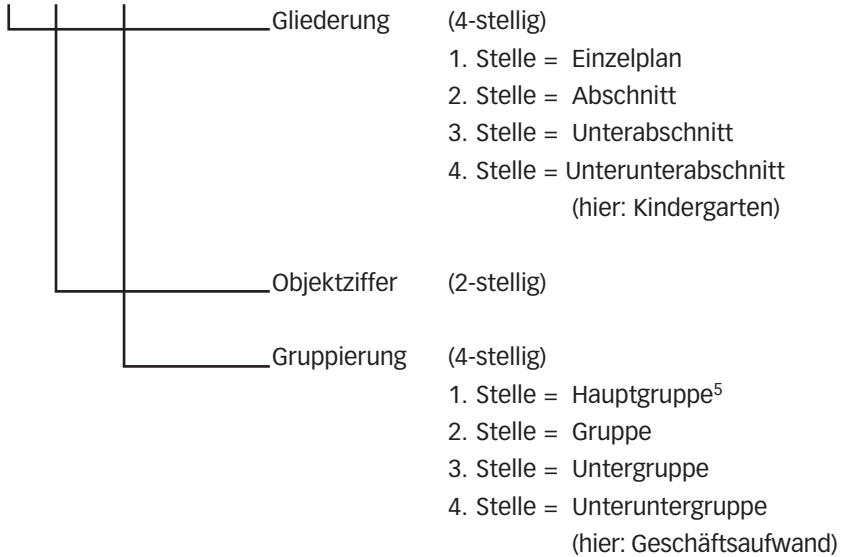 Gliederung (4-stellig)
1. Stelle = Einzelplan
2. Stelle = Abschnitt
3. Stelle = Unterabschnitt
4. Stelle = Unterunterabschnitt
(hier: Kindergarten)
Objektziffer (2-stellig)
Gruppierung (4-stellig)
1. Stelle = Hauptgruppe⁵
2. Stelle = Gruppe
3. Stelle = Untergruppe
4. Stelle = Unteruntergruppe
(hier: Geschäftsaufwand)